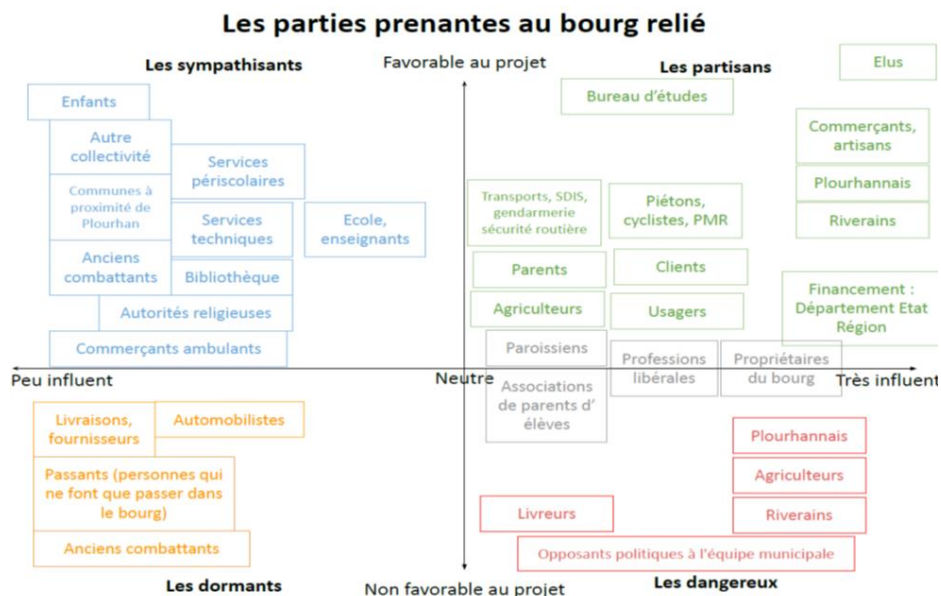 Les parties prenantes au bourg relié
Les sympathisants
Favorable au projet
Les partisans
Elus
Enfants
Bureau d’études
Autre
collectivité
Services
périscolaires
Commerçants,
artisans
Communes à
proximité de
Plourhan
Services
techniques
Ecole,
enseignants
Transports, SDIS,
gendarmerie
sécurité routière
Piétons,
cyclistes, PMR
Plourhannais
Riverains
Anciens
combattants
Bibliothèque
Parents
Clients
Autorités religieuses
Agriculteurs
Usagers
Financement :
Département Etat
Région
Commerçants ambulants
Paroissiens
Professions
libérales
Propriétaires
du bourg
Peu influent
Neutre
Très influent
Associations
de parents d’
élèves
Livraisons,
fournisseurs
Automobilistes
Plourhannais
Passants (personnes qui
ne font que passer dans
le bourg)
Agriculteurs
Livreurs
Riverains
Anciens combattants
Opposants politiques à l'équipe municipale
Les dormants
Non favorable au projet
Les dangereux